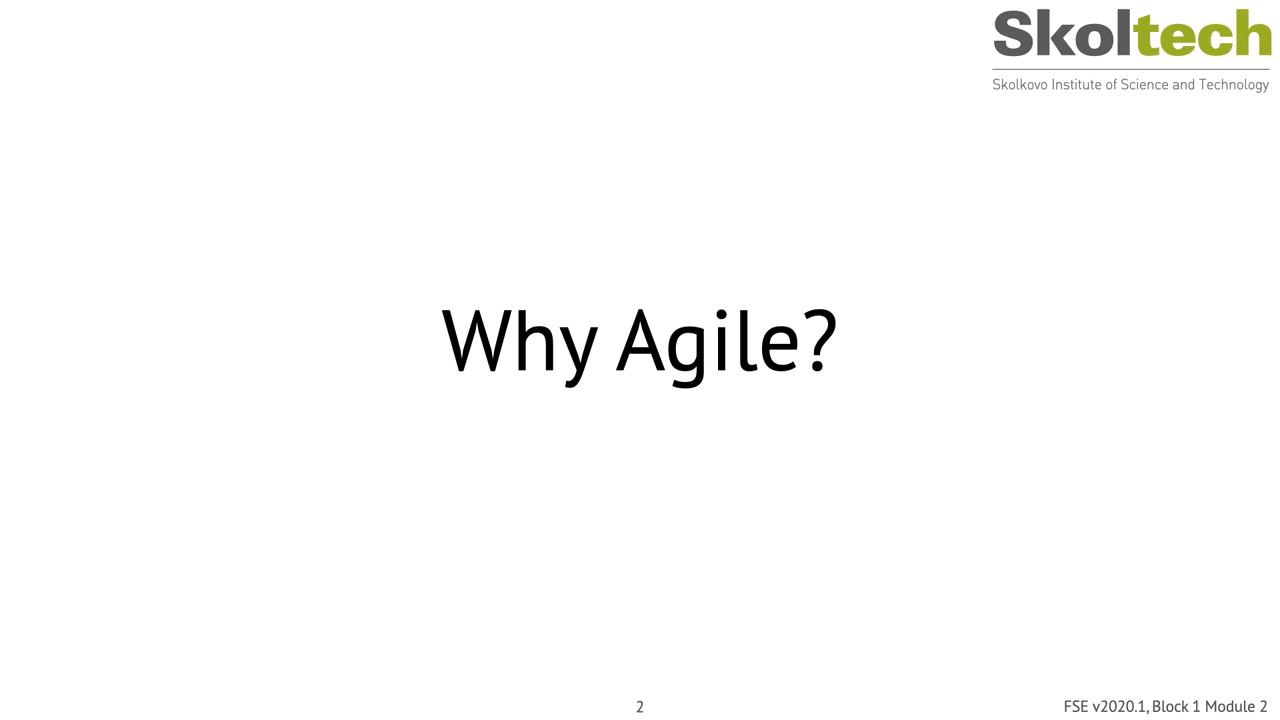 Skoltech
Skolkovo Institute of Science and Technology
Why Agile?
2
FSE v2020.1, Block 1 Module 2